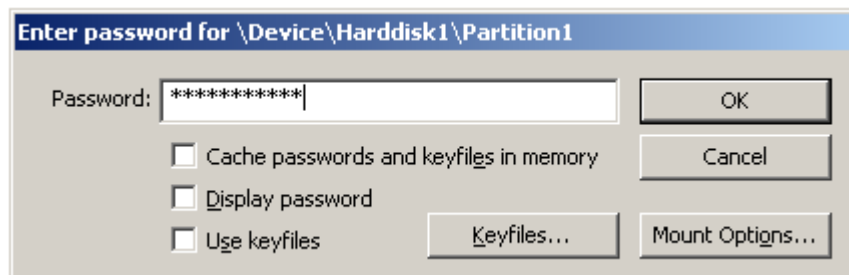 Enter password for \Device\Harddisk1\Partition1
Password: ***********
OK
Cache passwords and keyfiles in memory
Cancel
Display password
Use keyfiles
Keyfiles...
Mount Options...